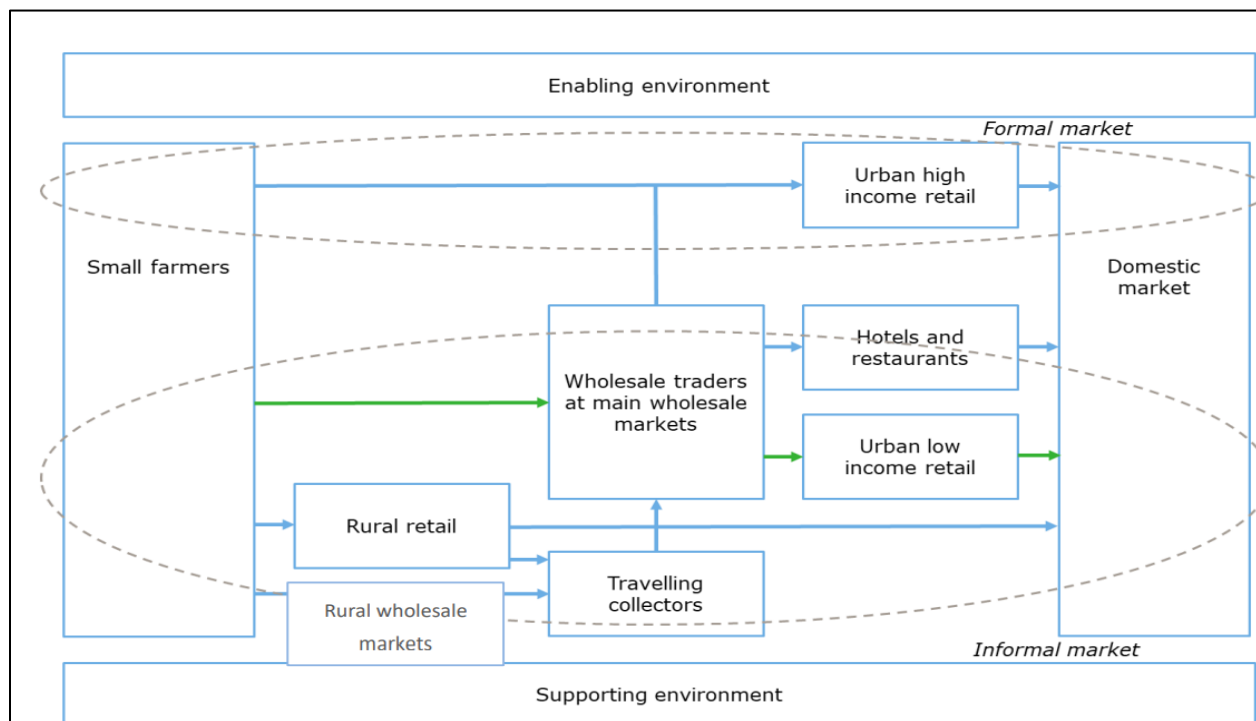 Enabling environment
Formal market
Urban high
income retail
Small farmers
Domestic
market
Hotels and
restaurants
Wholesale traders
at main wholesale
markets
Urban low
income retail
Rural retail
Travelling
collectors
Rural wholesale
markets
Informal market
Supporting environment